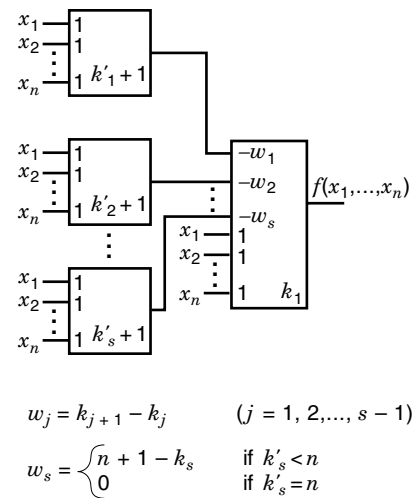 x₁ 1
x₂ 1
⋮
xₙ 1 k′₁ + 1
x₁ 1
x₂ 1
⋮
xₙ 1 k′₂ + 1
⋮
x₁ 1
x₂ 1
⋮
xₙ 1 k′ₛ + 1
−w₁
−w₂
⋮
−wₛ
x₁ 1
x₂ 1
⋮
xₙ 1 k₁
f(x₁,...,xₙ)
wⱼ = kⱼ ₊ ₁ − kⱼ (j = 1, 2,..., s − 1)
wₛ = { n + 1 − kₛ if k′ₛ < n
0 if k′ₛ = n